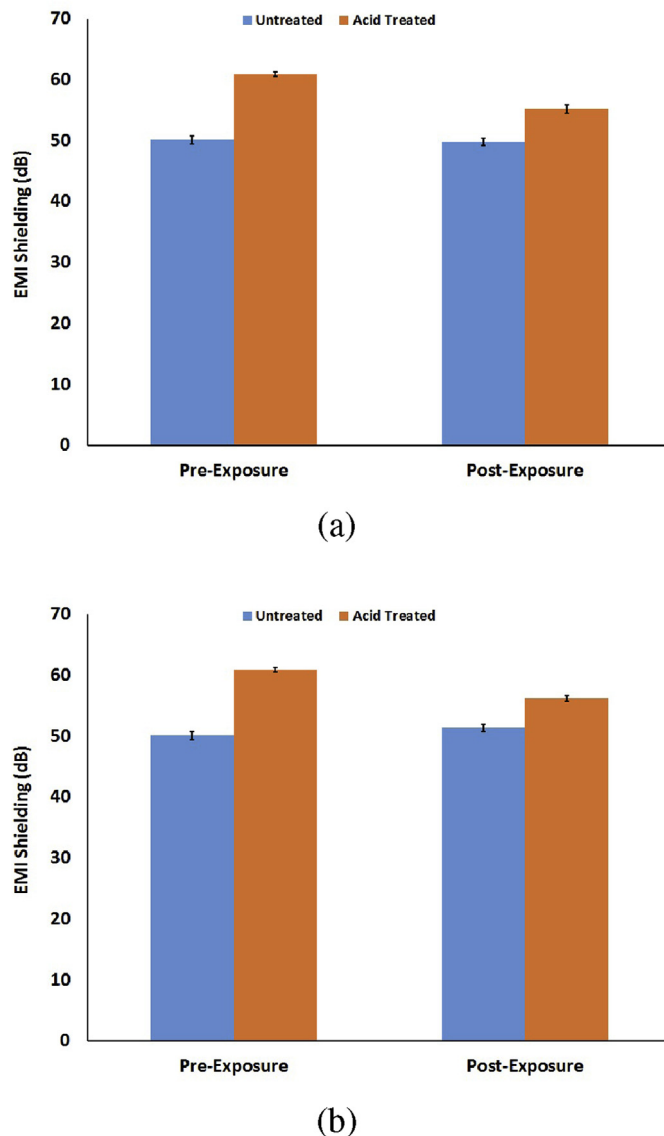 70
Untreated Acid Treated
60
50
40
30
20
10
0
EMI Shielding (dB)
Pre-Exposure Post-Exposure
(a)
70
Untreated Acid Treated
60
50
40
30
20
10
0
EMI Shielding (dB)
Pre-Exposure Post-Exposure
(b)